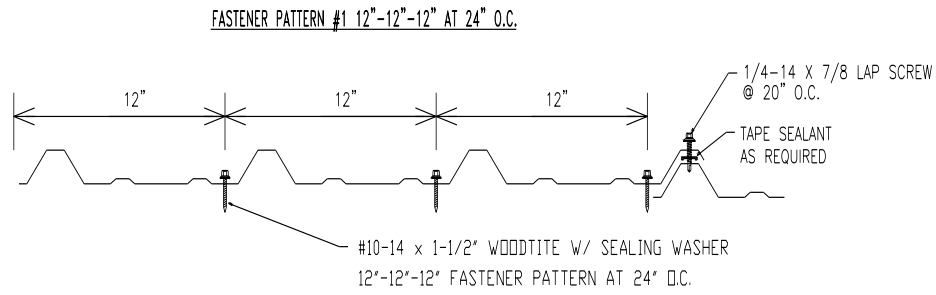 FASTENER PATTERN #1 12"-12"-12" AT 24" O.C.
12" 12" 12"
1/4-14 X 7/8 LAP SCREW
@ 20" O.C.
TAPE SEALANT
AS REQUIRED
#10-14 x 1-1/2" WOODTITE W/ SEALING WASHER
12"-12"-12" FASTENER PATTERN AT 24" O.C.